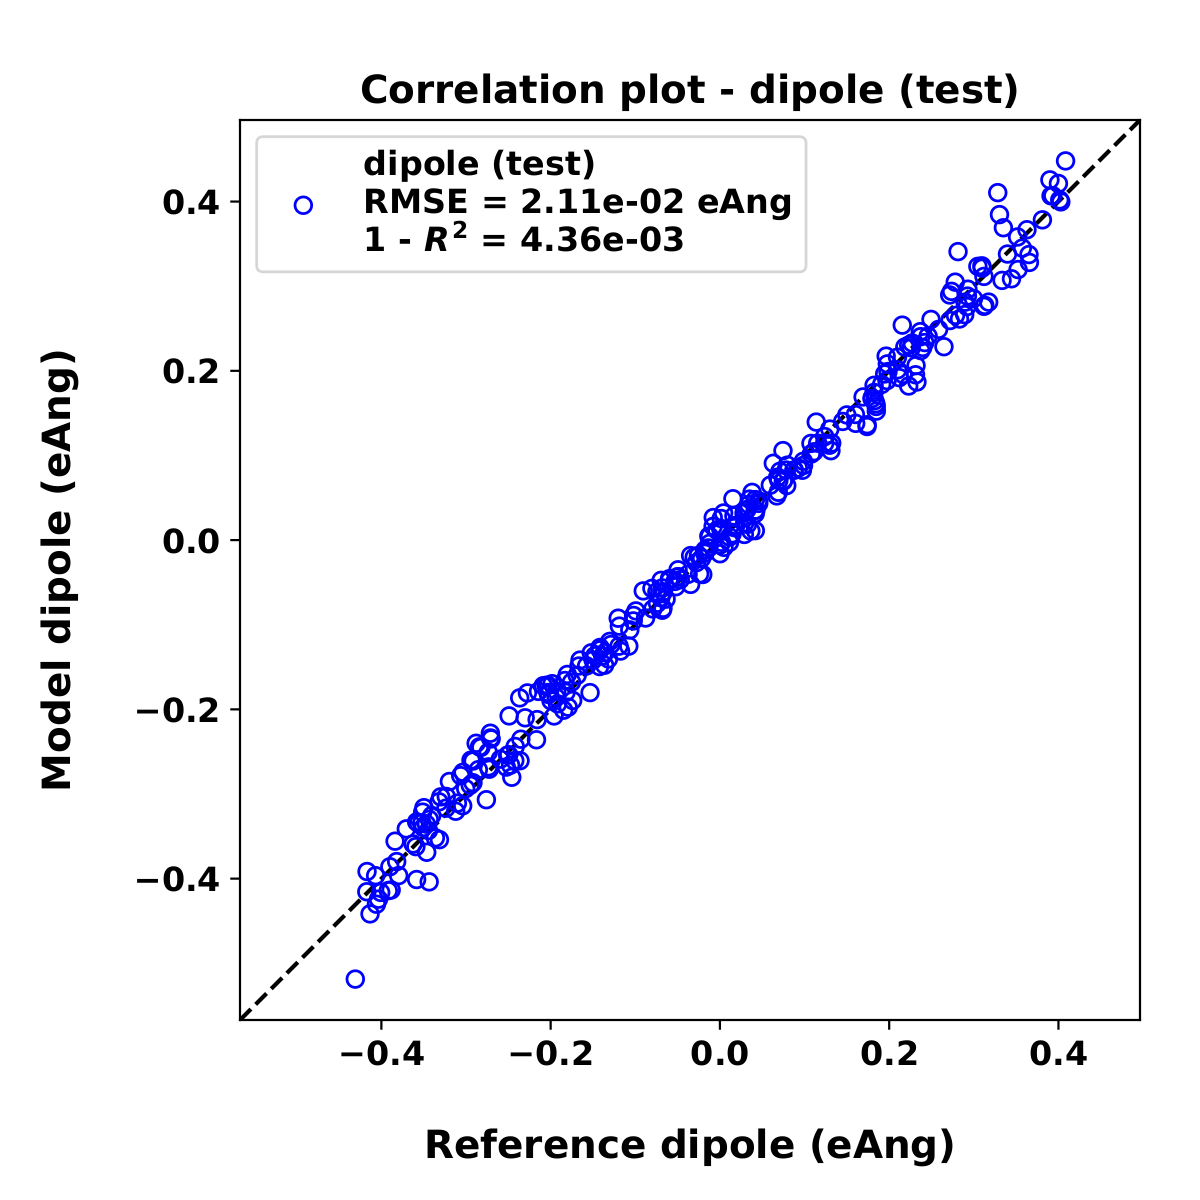 Correlation plot - dipole (test)
dipole (test)
RMSE = 2.11e-02 eAng
1 - R² = 4.36e-03
0.4
0.2
0.0
−0.2
−0.4
Model dipole (eAng)
−0.4 −0.2 0.0 0.2 0.4
Reference dipole (eAng)